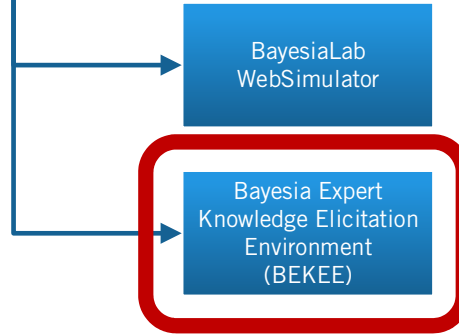 BayesiaLab
WebSimulator
Bayesia Expert
Knowledge Elicitation
Environment
(BEKEE)